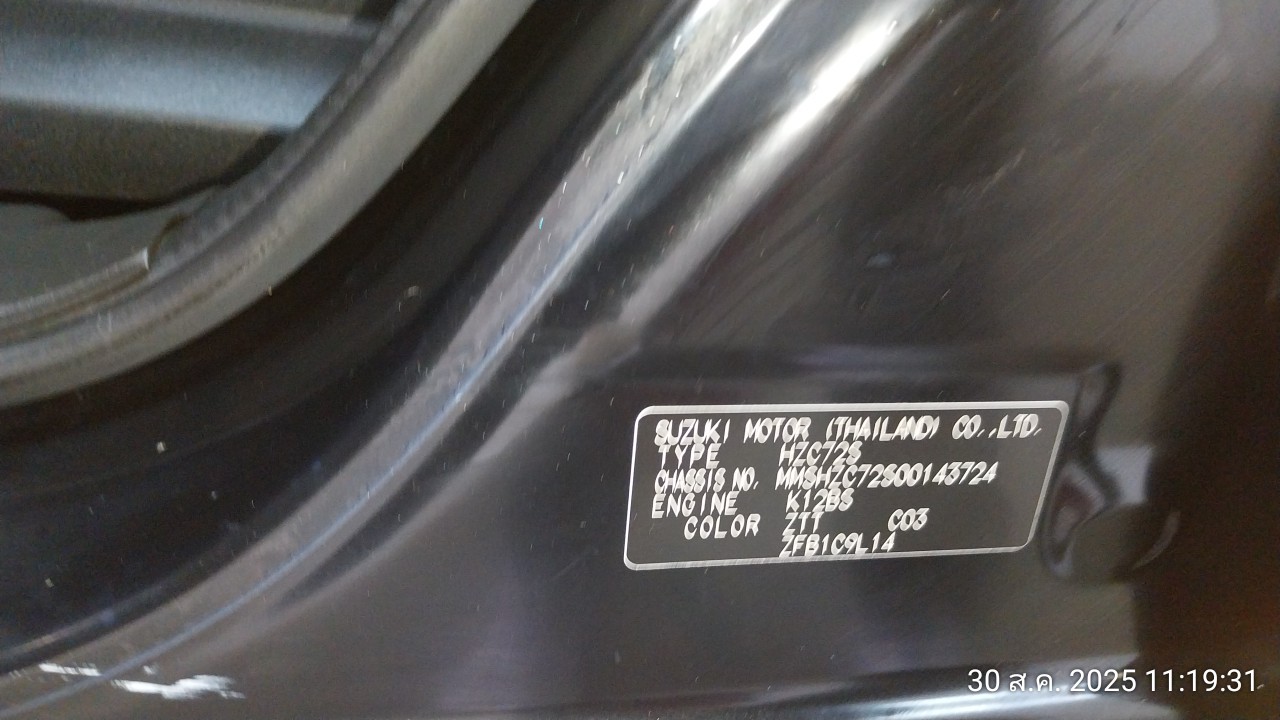 SUZUKI MOTOR (THAILAND) CO.,LTD.
TYPE HZC72S
CHASSIS NO. MMSHZC72S00143724
ENGINE K12BS
COLOR ZTT C03
ZFB1C9L14
30 ส.ค. 2025 11:19:31